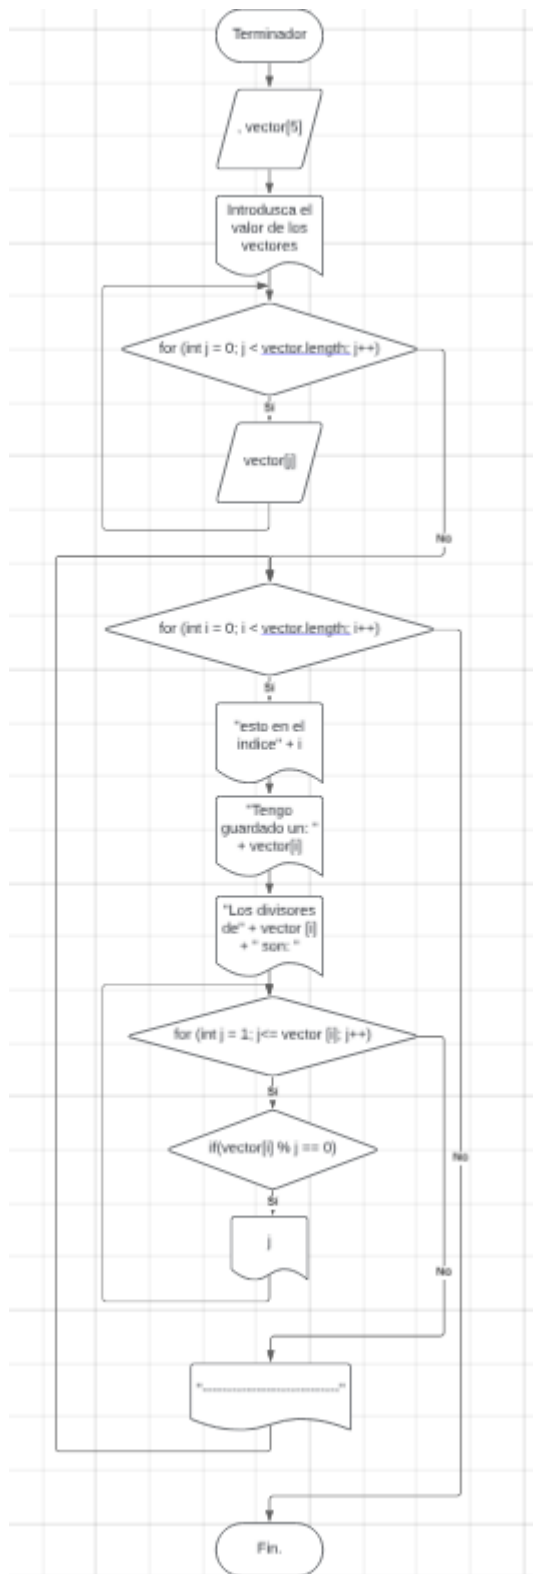 Terminador
, vector[5]
Introdusca el
valor de los
vectores
for (int j = 0; j < vector.length; j++)
Si
vector[j]
No
for (int i = 0; i < vector.length; i++)
Si
"esto en el
indice" + i
"Tengo
guardado un: "
+ vector[i]
"Los divisores
de" + vector [i]
+ " son: "
for (int j = 1; j<= vector [i]; j++)
Si
if(vector[i] % j == 0)
No
Si
j
No
"--------------------------------"
Fin.